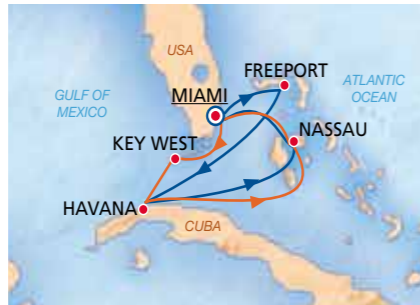 USA
FREEPORT
ATLANTIC
OCEAN
GULF OF
MEXICO
MIAMI
KEY WEST
NASSAU
HAVANA
CUBA